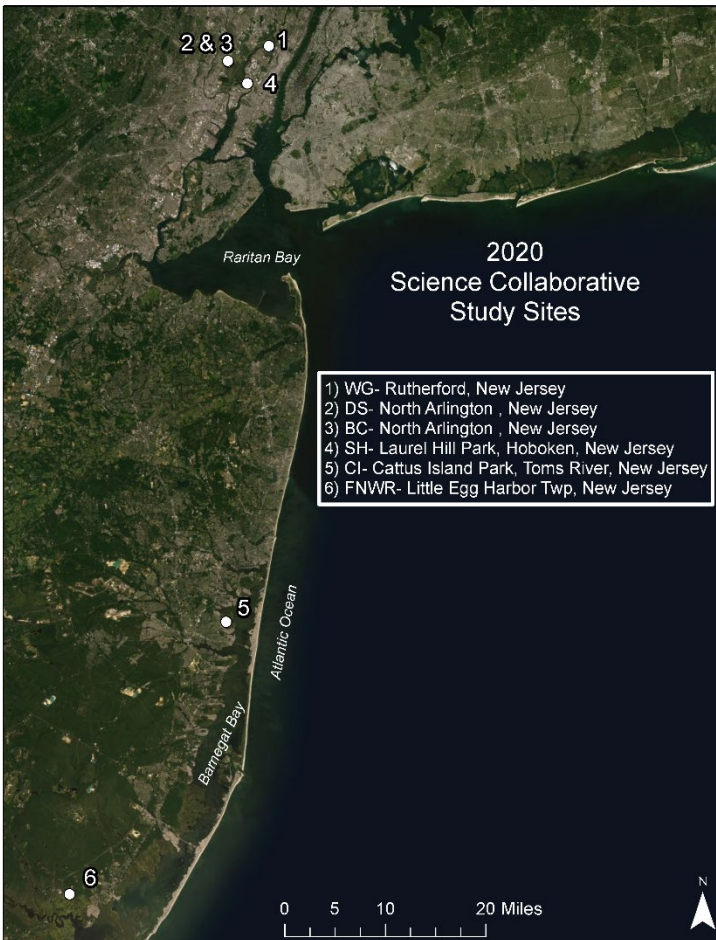 2 & 3
1
4
Raritan Bay
2020
Science Collaborative
Study Sites
1) WG- Rutherford, New Jersey
2) DS- North Arlington , New Jersey
3) BC- North Arlington , New Jersey
4) SH- Laurel Hill Park, Hoboken, New Jersey
5) CI- Cattus Island Park, Toms River, New Jersey
6) FNWR- Little Egg Harbor Twp, New Jersey
5
Atlantic Ocean
Barnegat Bay
6
N
0 5 10 20 Miles